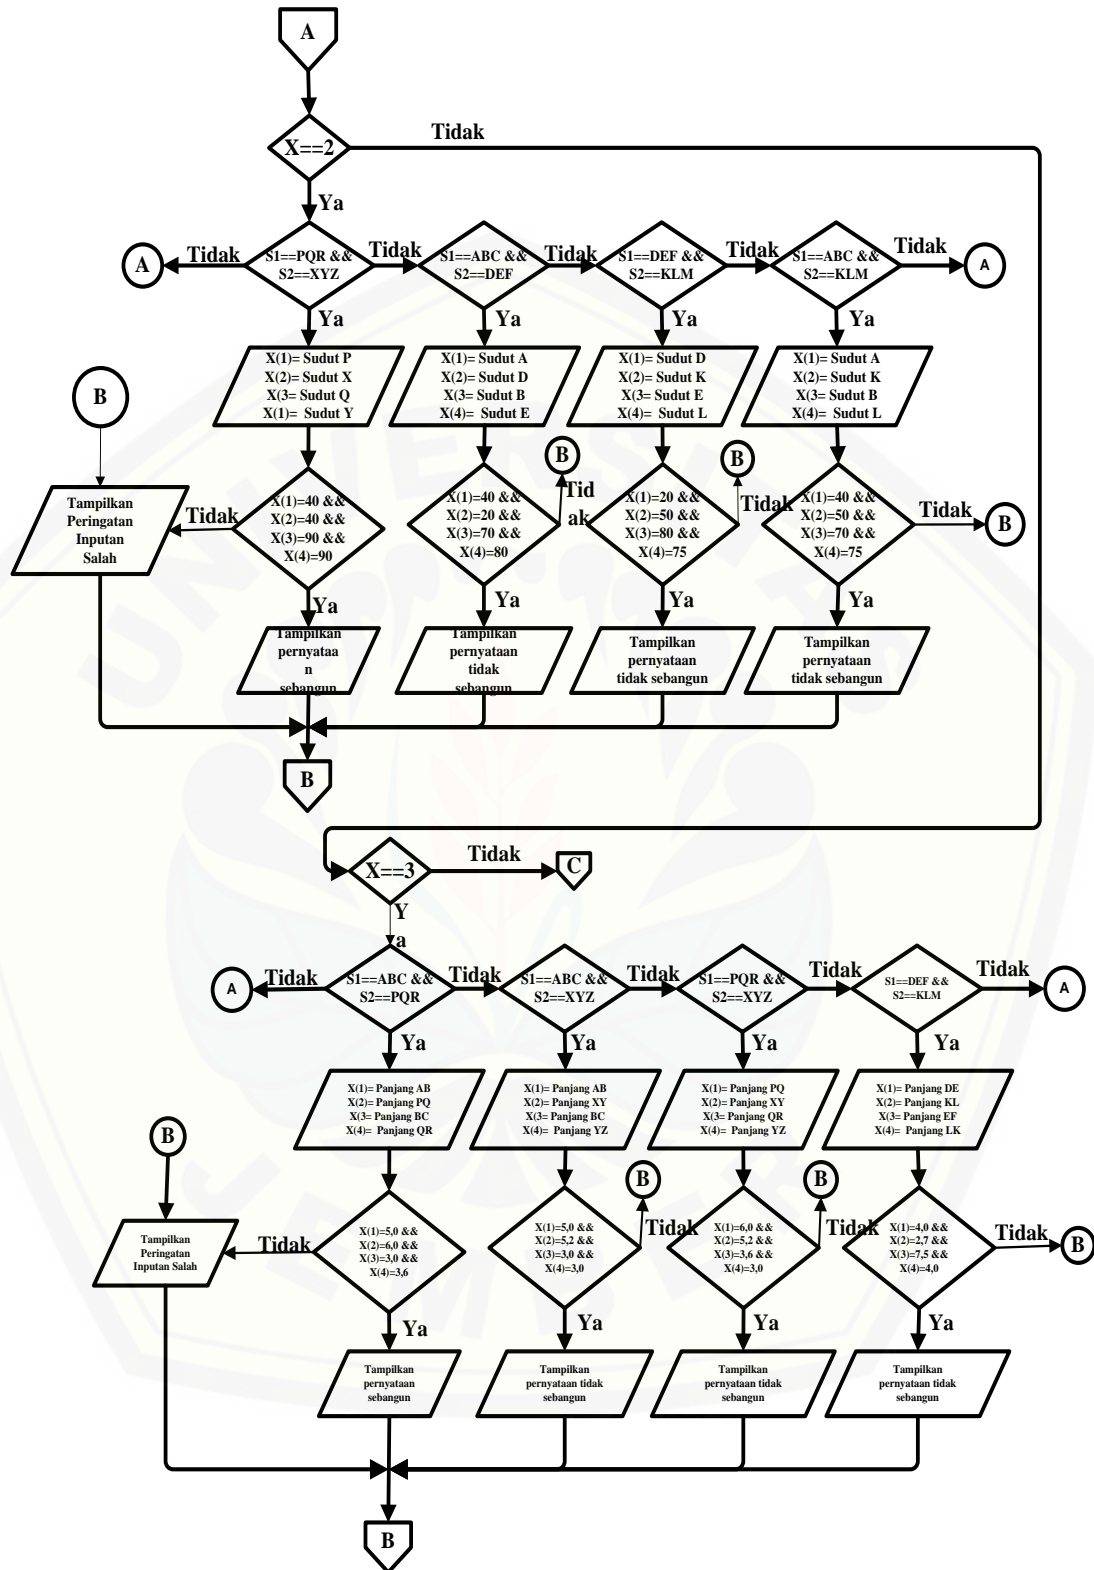 A
Tidak
X==2
Ya
A
Tidak
S1==PQR &&
S2==XYZ
Tidak
S1==ABC &&
S2==DEF
Tidak
S1==DEF &&
S2==KLM
Tidak
S1==ABC &&
S2==KLM
Tidak
A
Ya
Ya
Ya
Ya
X(1)= Sudut P
X(2)= Sudut X
X(3= Sudut Q
X(1)= Sudut Y
X(1)= Sudut A
X(2)= Sudut D
X(3= Sudut B
X(4)= Sudut E
X(1)= Sudut D
X(2)= Sudut K
X(3= Sudut E
X(4)= Sudut L
X(1)= Sudut A
X(2)= Sudut K
X(3= Sudut B
X(4)= Sudut L
B
B
B
Tampilkan
Peringatan
Inputan
Salah
Tidak
X(1)=40 &&
X(2)=40 &&
X(3)=90 &&
X(4)=90
X(1)=40 &&
X(2)=20 &&
X(3)=70 &&
X(4)=80
Tid
ak
X(1)=20 &&
X(2)=50 &&
X(3)=80 &&
X(4)=75
Tidak
X(1)=40 &&
X(2)=50 &&
X(3)=70 &&
X(4)=75
Tidak
B
Ya
Ya
Ya
Ya
Tampilkan
pernyataa
n
sebangun
Tampilkan
pernyataan
tidak
sebangun
Tampilkan
pernyataan
tidak sebangun
Tampilkan
pernyataan
tidak sebangun
B
X==3
Tidak
C
Y
a
A
Tidak
S1==ABC &&
S2==PQR
Tidak
S1==ABC &&
S2==XYZ
Tidak
S1==PQR &&
S2==XYZ
Tidak
S1==DEF &&
S2==KLM
Tidak
A
Ya
Ya
Ya
Ya
X(1)= Panjang AB
X(2)= Panjang PQ
X(3= Panjang BC
X(4)= Panjang QR
X(1)= Panjang AB
X(2)= Panjang XY
X(3= Panjang BC
X(4)= Panjang YZ
X(1)= Panjang PQ
X(2)= Panjang XY
X(3= Panjang QR
X(4)= Panjang YZ
X(1)= Panjang DE
X(2)= Panjang KL
X(3= Panjang EF
X(4)= Panjang LK
B
B
B
Tampilkan
Peringatan
Inputan Salah
Tidak
X(1)=5,0 &&
X(2)=6,0 &&
X(3)=3,0 &&
X(4)=3,6
X(1)=5,0 &&
X(2)=5,2 &&
X(3)=3,0 &&
X(4)=3,0
Tidak
X(1)=6,0 &&
X(2)=5,2 &&
X(3)=3,6 &&
X(4)=3,0
Tidak
X(1)=4,0 &&
X(2)=2,7 &&
X(3)=7,5 &&
X(4)=4,0
Tidak
B
Ya
Ya
Ya
Ya
Tampilkan
pernyataan
sebangun
Tampilkan
pernyataan tidak
sebangun
Tampilkan
pernyataan tidak
sebangun
Tampilkan
pernyataan tidak
sebangun
B
UNIVERSITAS
JEMBER